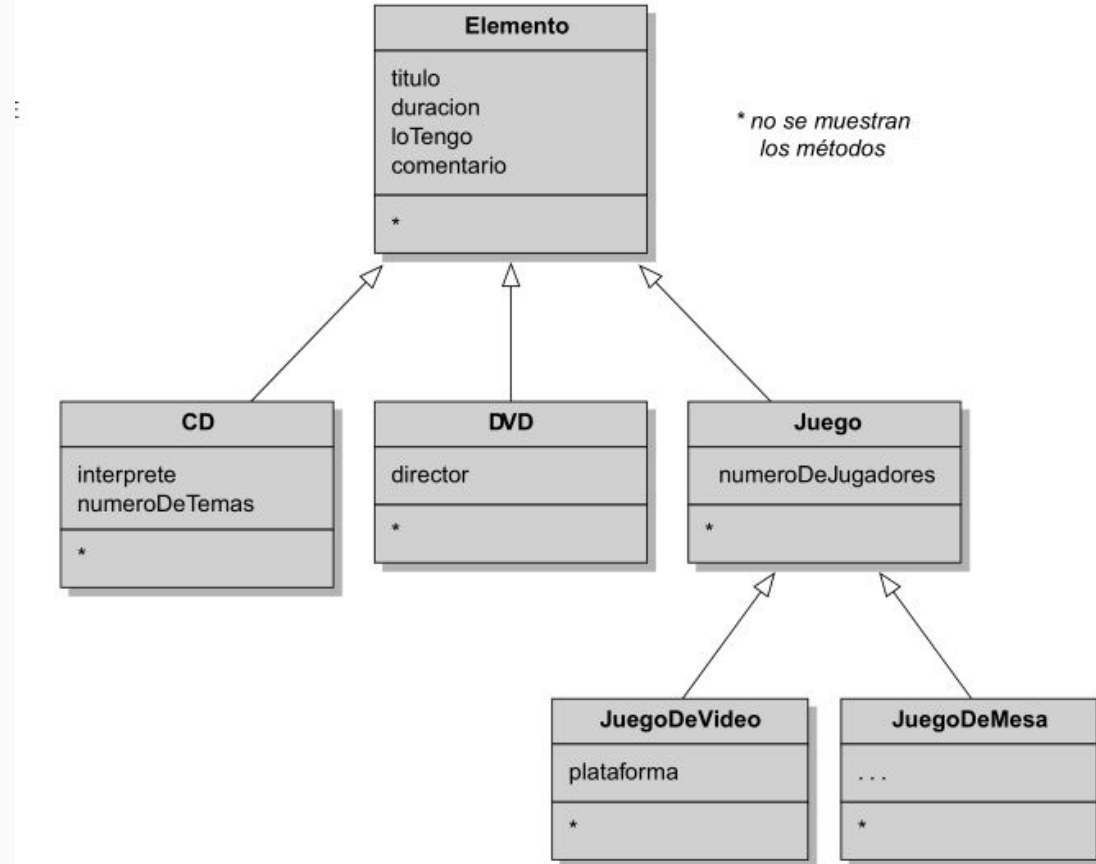 Elemento
titulo
duracion
loTengo
comentario
*
* no se muestran
los métodos
CD
interprete
numeroDeTemas
*
DVD
director
*
Juego
numeroDeJugadores
*
JuegoDeVideo
plataforma
*
JuegoDeMesa
. . .
*